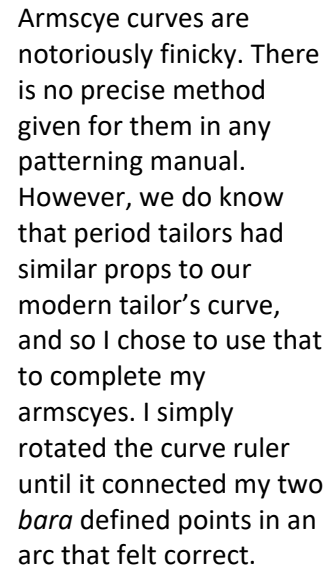 Armscye curves are
notoriously finicky. There
is no precise method
given for them in any
patterning manual.
However, we do know
that period tailors had
similar props to our
modern tailor’s curve,
and so I chose to use that
to complete my
armscyes. I simply
rotated the curve ruler
until it connected my two
bara defined points in an
arc that felt correct.